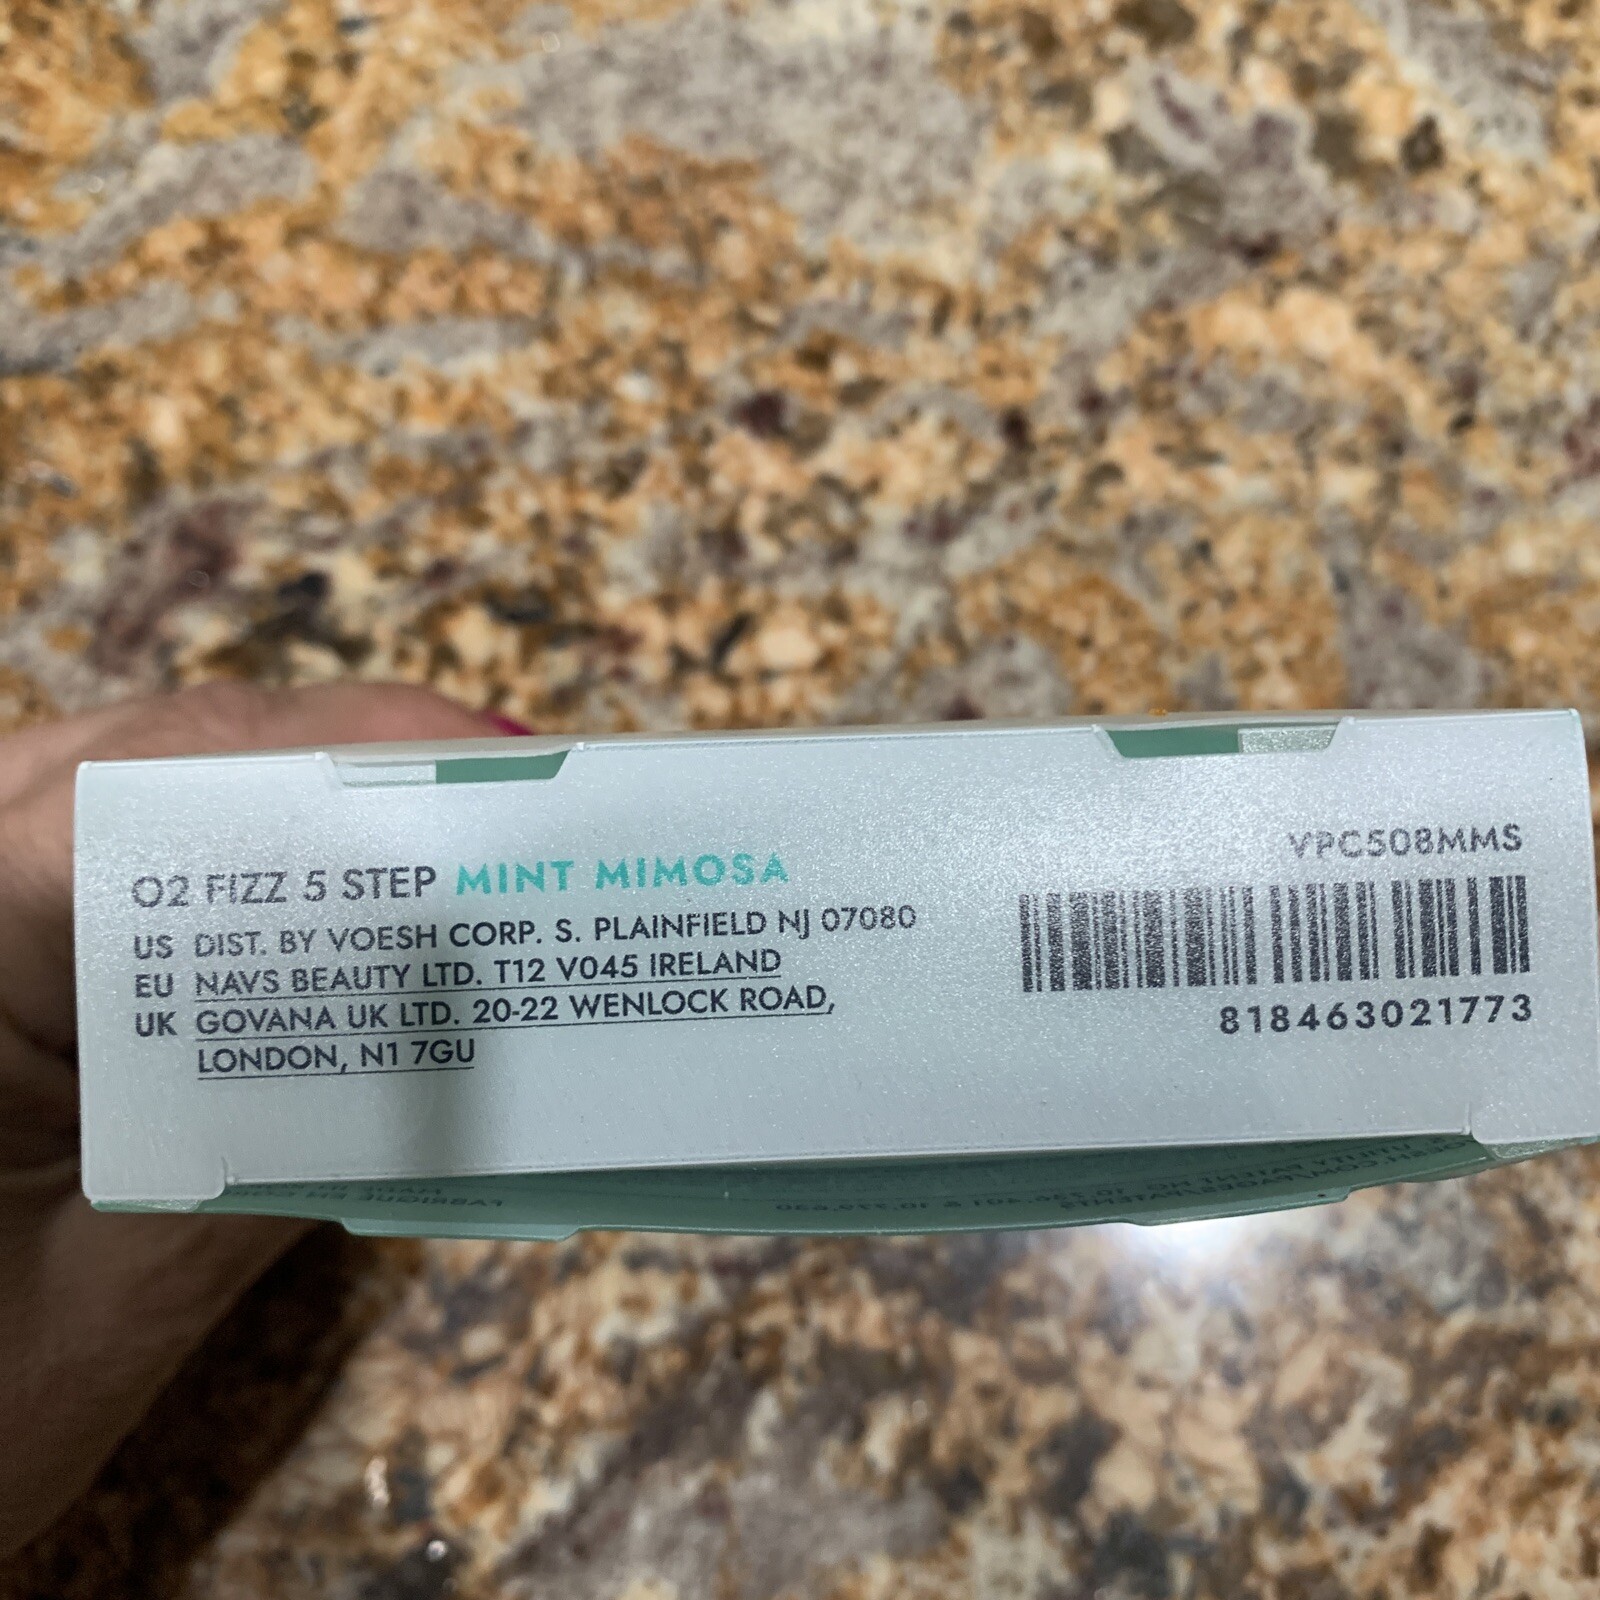 O2 FIZZ 5 STEP MINT MIMOSA
US DIST. BY VOESH CORP. S. PLAINFIELD NJ 07080
EU NAVS BEAUTY LTD. T12 V045 IRELAND
UK GOVANA UK LTD. 20-22 WENLOCK ROAD,
LONDON, N1 7GU
VPC508MMS
818463021773